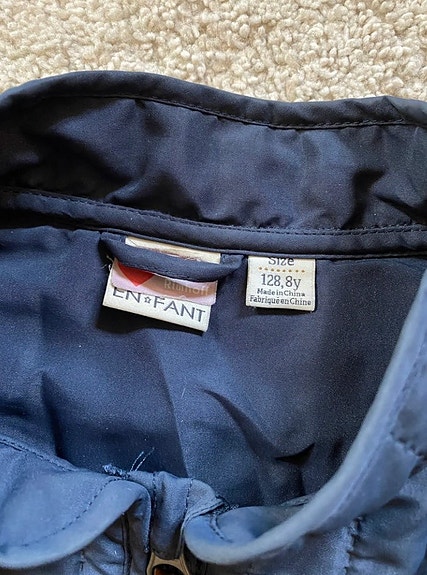 EN☆FANT
Size
128,8y
Made in China
Fabriqué en Chine